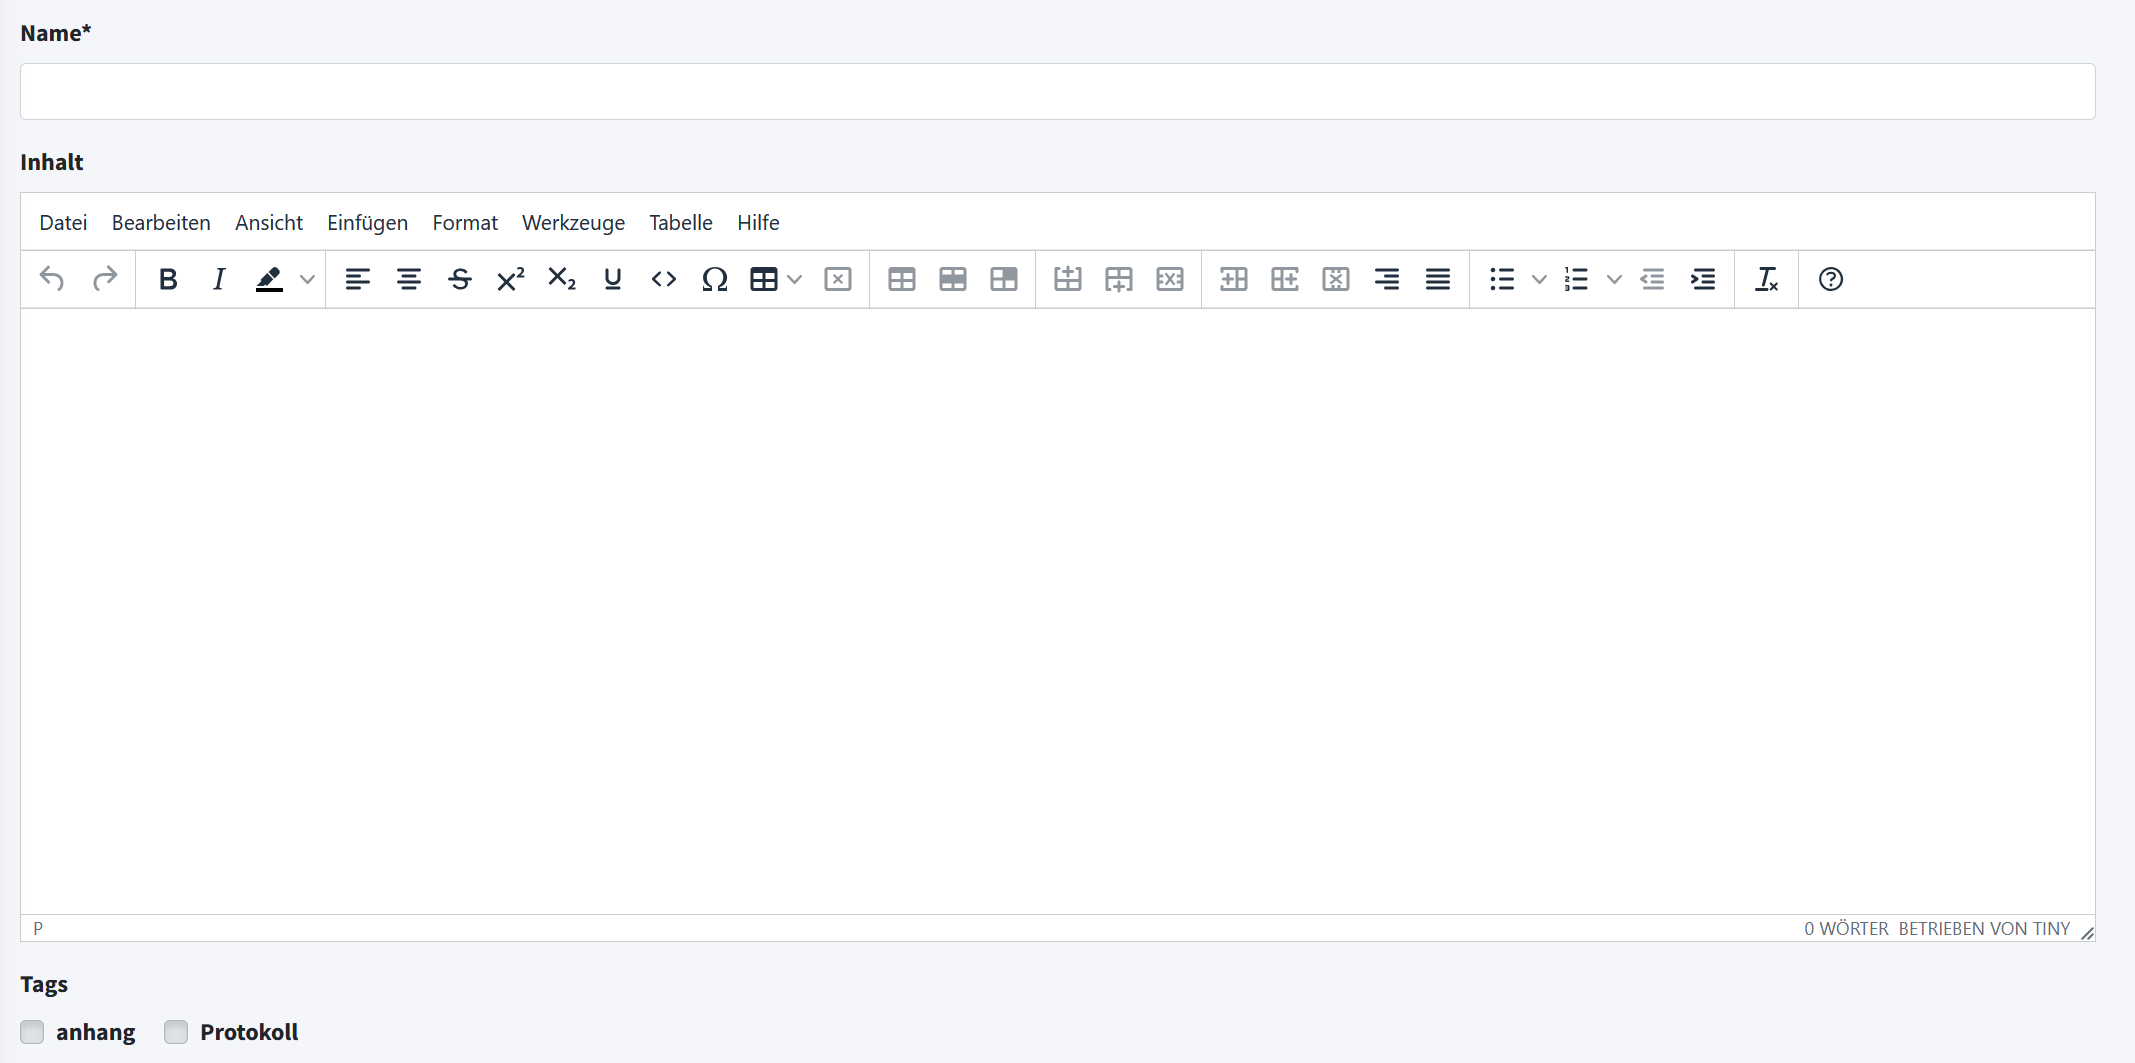 Name*
Inhalt
Datei Bearbeiten Ansicht Einfügen Format Werkzeuge Tabelle Hilfe
P 0 WÖRTER BETRIEBEN VON TINY
Tags
anhang Protokoll